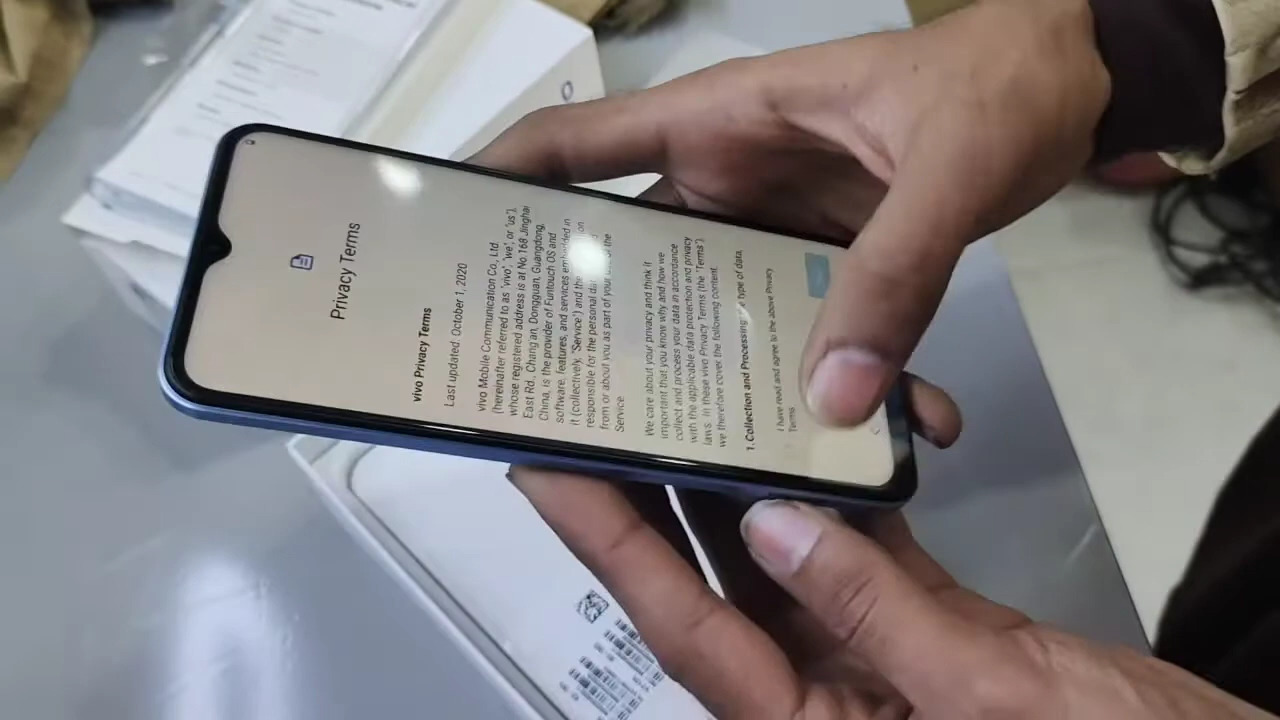 Privacy Terms
vivo Privacy Terms
Last updated: October 1, 2020
vivo Mobile Communication Co., Ltd.
(hereinafter referred to as "vivo", "we", or "us"),
whose registered address is at No.168 Jinghai
East Rd., Chang'an, Dongguan, Guangdong,
China, is the provider of Funtouch OS and
software, features, and services embedded in
it (collectively, "Service") and the on
responsible for the personal da
from or about you as part of your the
Service.
We care about your privacy and think it
important that you know why and how we
collect and process your data in accordance
with the applicable data protection and privacy
laws. In these vivo Privacy Terms (the "Terms"),
we therefore cover the following content.
1. Collection and Processing: type of data,
I have read and agree to the above Privacy
Terms